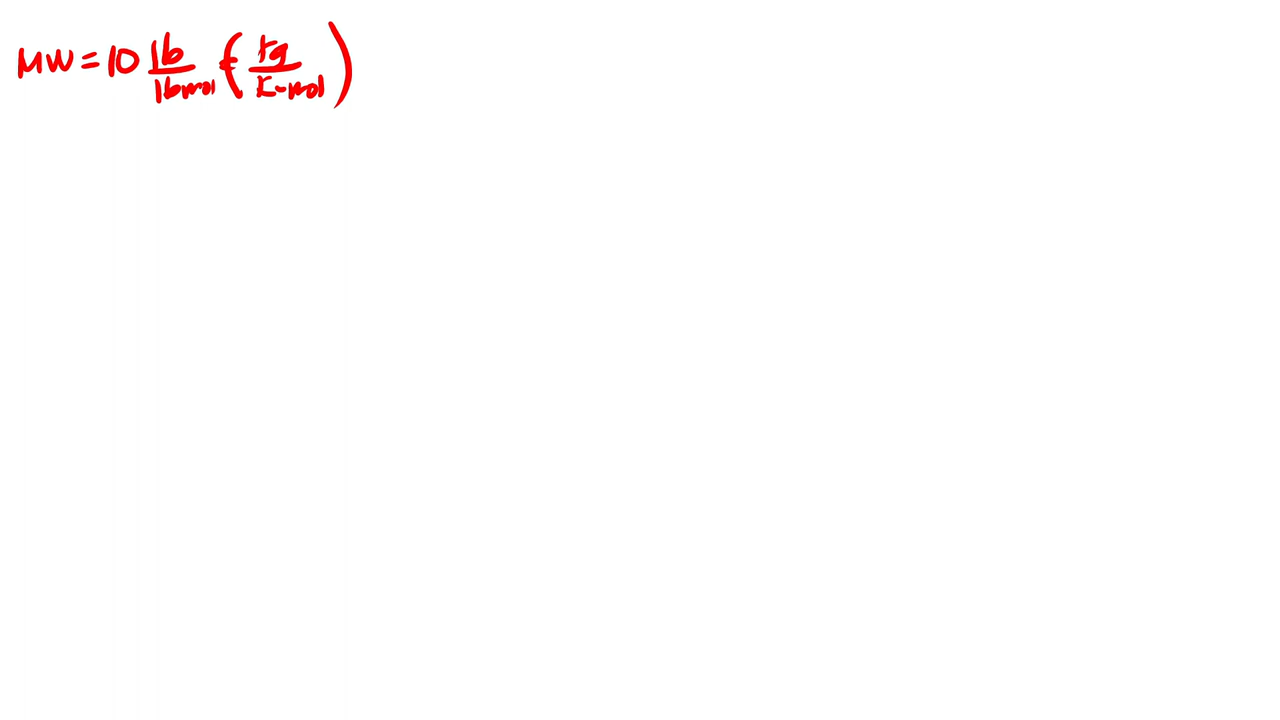 MW = 10 lb/lbmol = (kg/k-mol)